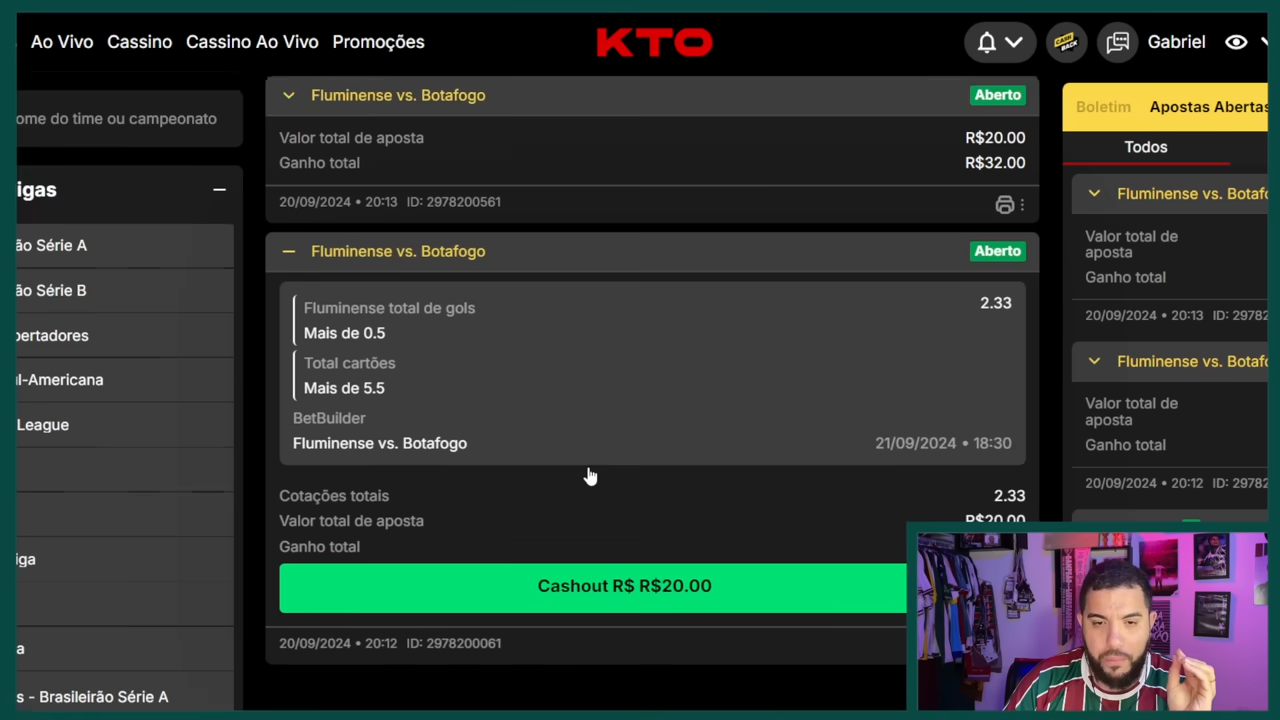 Ao Vivo Cassino Cassino Ao Vivo Promoções KTO CASH BACK Gabriel
ome do time ou campeonato
igas
ão Série A
ão Série B
bertadores
ul-Americana
League
iga
a
s - Brasileirão Série A
Fluminense vs. Botafogo Aberto
Valor total de aposta R$20.00
Ganho total R$32.00
20/09/2024 • 20:13 ID: 2978200561
Fluminense vs. Botafogo Aberto
Fluminense total de gols 2.33
Mais de 0.5
Total cartões
Mais de 5.5
BetBuilder
Fluminense vs. Botafogo 21/09/2024 • 18:30
Cotações totais 2.33
Valor total de aposta R$20.00
Ganho total
Cashout R$ R$20.00
20/09/2024 • 20:12 ID: 2978200061
Boletim Apostas Abertas
Todos
Fluminense vs. Botafo
Valor total de
aposta
Ganho total
20/09/2024 • 20:13 ID: 29782
Fluminense vs. Botafo
Valor total de
aposta
Ganho total
20/09/2024 • 20:12 ID: 29782